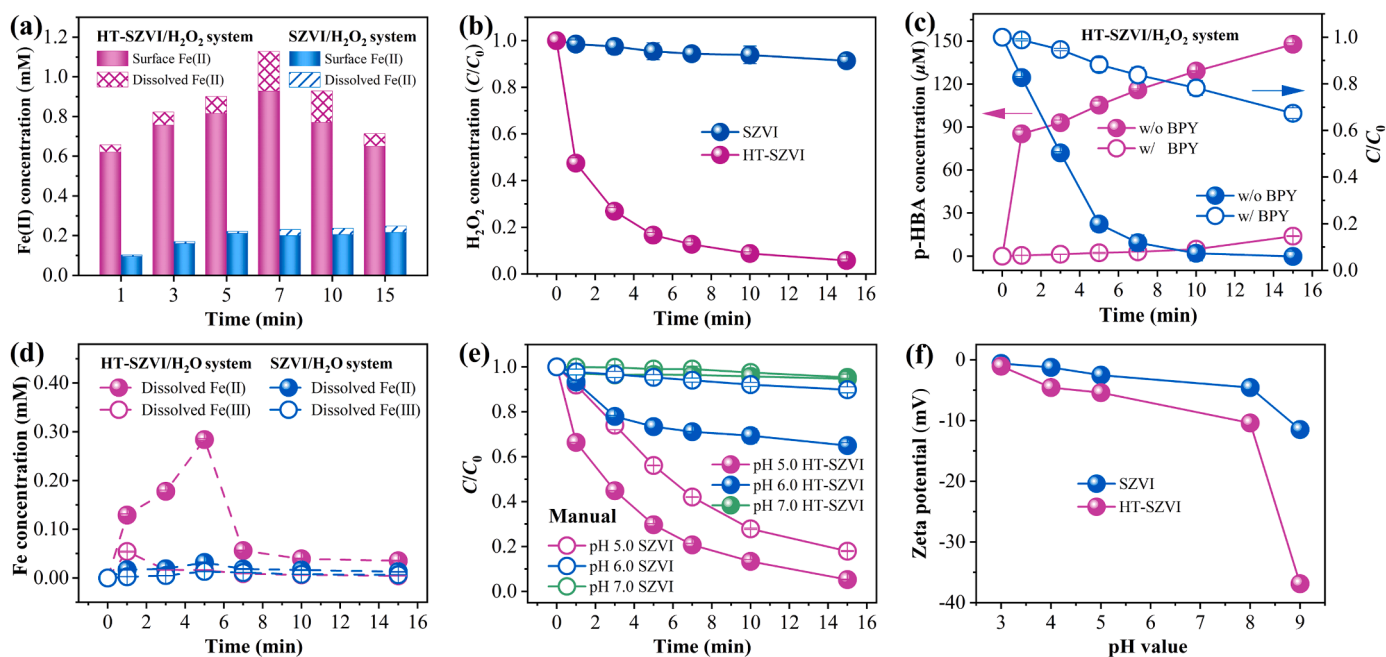 (a)
HT-SZVI/H₂O₂ system
SZVI/H₂O₂ system
Surface Fe(II)
Dissolved Fe(II)
Surface Fe(II)
Dissolved Fe(II)
Fe(II) concentration (mM)
1.2
1.0
0.8
0.6
0.4
0.2
0.0
1 3 5 7 10 15
Time (min)
(b)
H₂O₂ concentration (C/C₀)
1.0
0.8
0.6
0.4
0.2
0.0
SZVI
HT-SZVI
0 2 4 6 8 10 12 14 16
Time (min)
(c)
HT-SZVI/H₂O₂ system
p-HBA concentration (μM)
150
120
90
60
30
0
w/o BPY
w/ BPY
w/o BPY
w/ BPY
1.0
0.8
0.6
0.4
0.2
0.0
C/C₀
0 2 4 6 8 10 12 14 16
Time (min)
(d)
HT-SZVI/H₂O system
SZVI/H₂O system
Dissolved Fe(II)
Dissolved Fe(III)
Dissolved Fe(II)
Dissolved Fe(III)
Fe concentration (mM)
0.40
0.30
0.20
0.10
0.00
0 2 4 6 8 10 12 14 16
Time (min)
(e)
C/C₀
1.0
0.8
0.6
0.4
0.2
0.0
pH 5.0 HT-SZVI
pH 6.0 HT-SZVI
pH 7.0 HT-SZVI
Manual
pH 5.0 SZVI
pH 6.0 SZVI
pH 7.0 SZVI
0 2 4 6 8 10 12 14 16
Time (min)
(f)
Zeta potential (mV)
0
-10
-20
-30
-40
SZVI
HT-SZVI
3 4 5 6 7 8 9
pH value